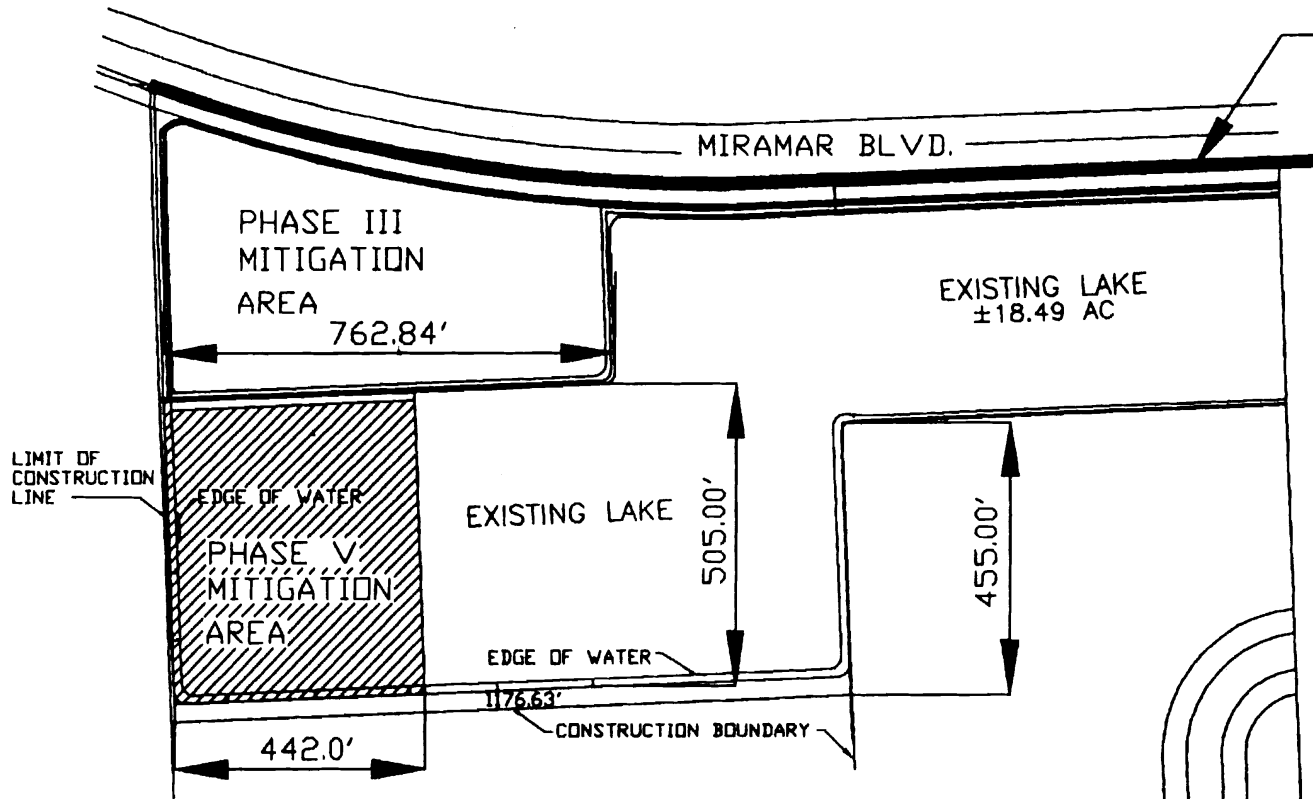 MIRAMAR BLVD.
PHASE III
MITIGATION
AREA
762.84'
EXISTING LAKE
±18.49 AC
LIMIT OF
CONSTRUCTION
LINE
EDGE OF WATER
PHASE V
MITIGATION
AREA
EXISTING LAKE
505.00'
455.00'
EDGE OF WATER
1176.63'
CONSTRUCTION BOUNDARY
442.0'